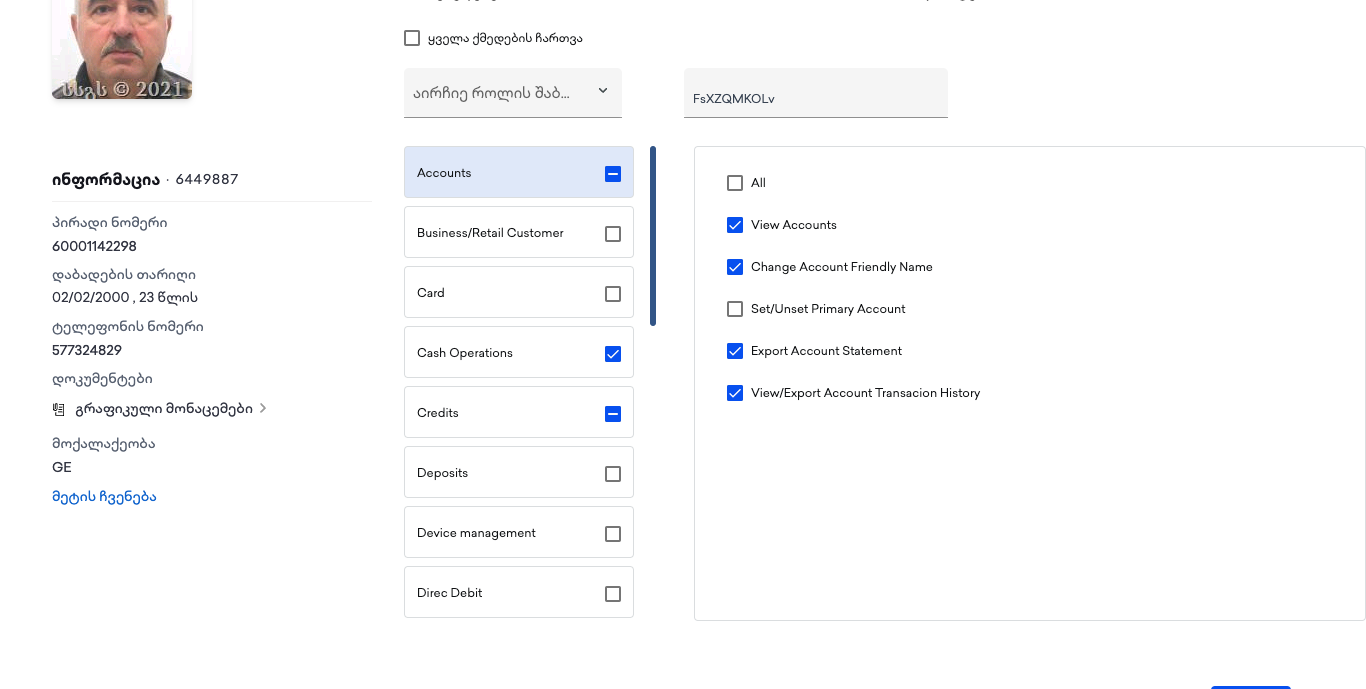 სსგს © 2021
ინფორმაცია · 6449887
პირადი ნომერი
60001142298
დაბადების თარიღი
02/02/2000 , 23 წლის
ტელეფონის ნომერი
577324829
დოკუმენტები
გრაფიკული მონაცემები
მოქალაქეობა
GE
მეტის ჩვენება
ყველა ქმედების ჩართვა
აირჩიე როლის შაბ...
FsXZQMKOLv
Accounts
Business/Retail Customer
Card
Cash Operations
Credits
Deposits
Device management
Direc Debit
All
View Accounts
Change Account Friendly Name
Set/Unset Primary Account
Export Account Statement
View/Export Account Transacion History